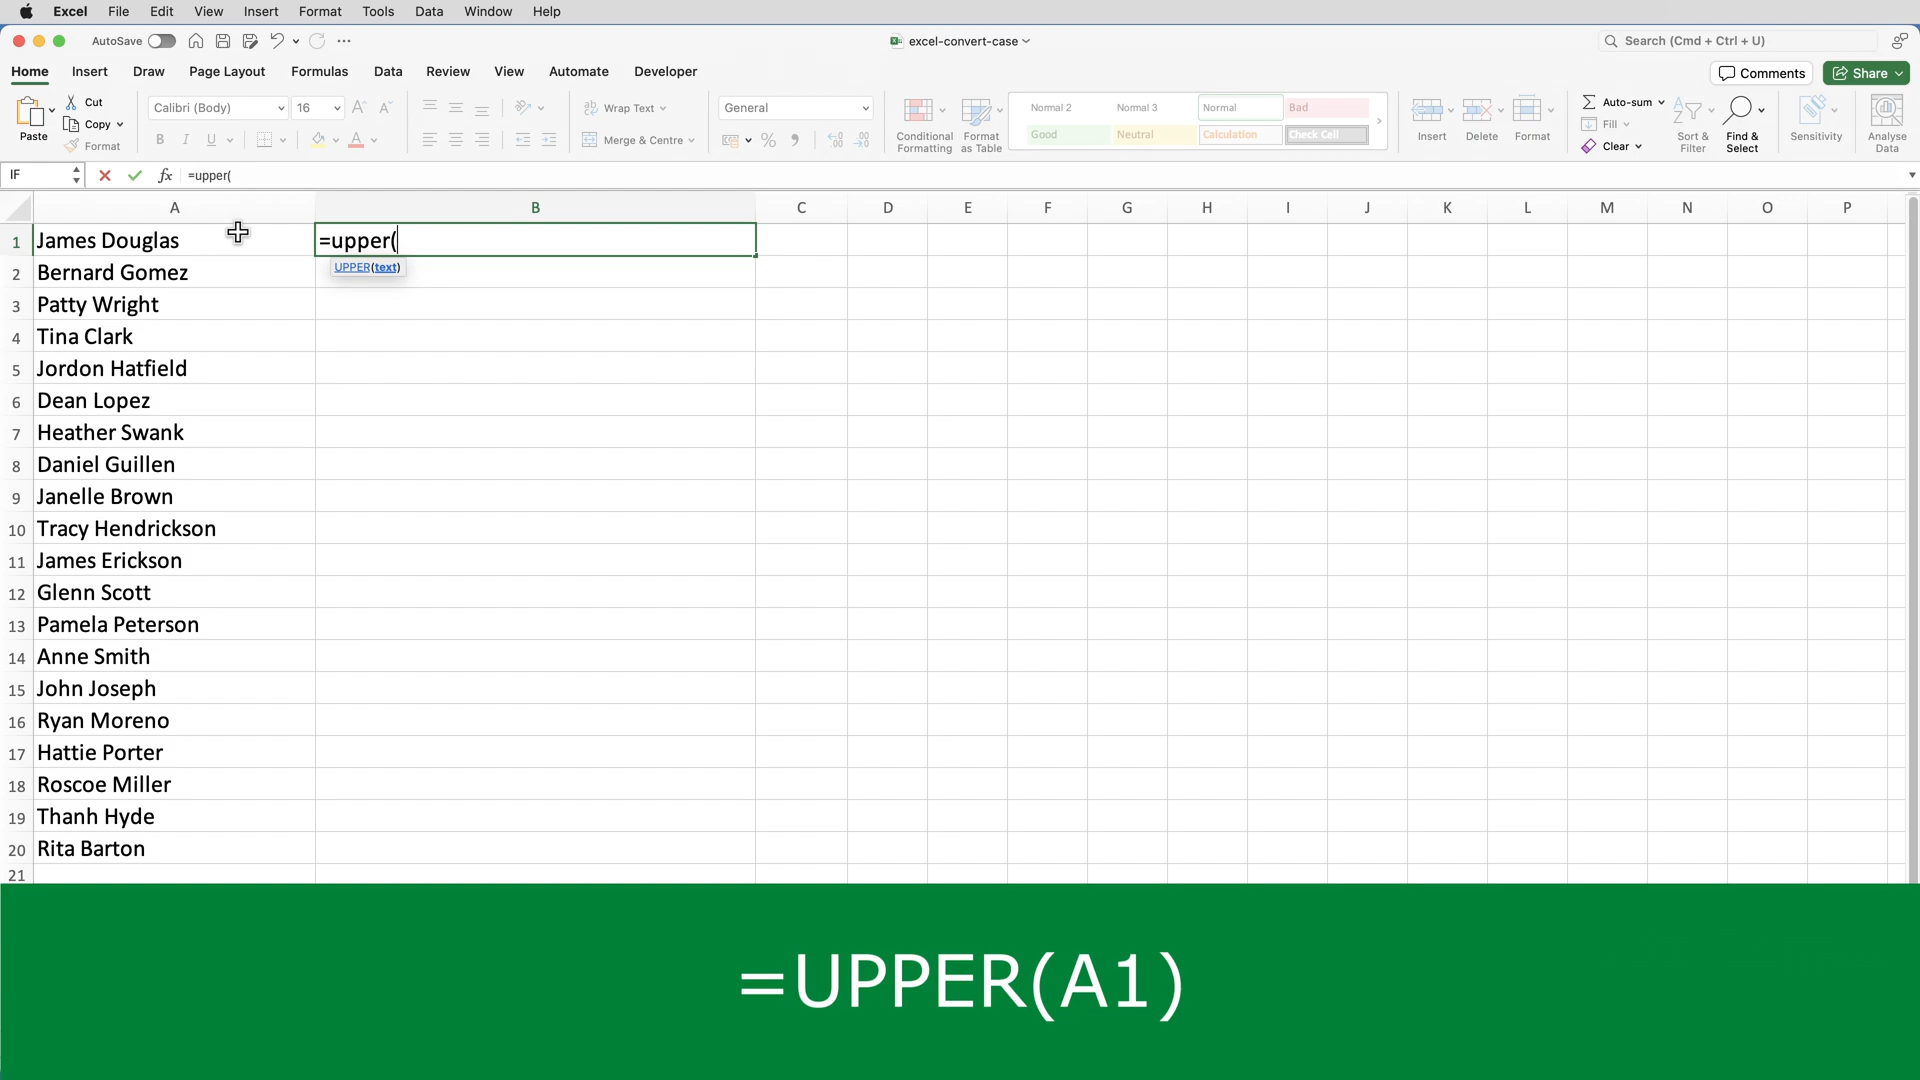 Excel File Edit View Insert Format Tools Data Window Help
AutoSave excel-convert-case Search (Cmd + Ctrl + U)
Home Insert Draw Page Layout Formulas Data Review View Automate Developer Comments Share
Paste Cut Copy Format
Calibri (Body) 16
B I U A
Wrap Text
Merge & Centre
General
%
Conditional Formatting
Format as Table
Normal 2 Normal 3 Normal Bad
Good Neutral Calculation Check Cell
Insert Delete Format
Auto-sum
Fill
Clear
Sort & Filter
Find & Select
Sensitivity
Analyse Data
IF fx =upper(
A B C D E F G H I J K L M N O P
1 James Douglas =upper(
UPPER(text)
2 Bernard Gomez
3 Patty Wright
4 Tina Clark
5 Jordon Hatfield
6 Dean Lopez
7 Heather Swank
8 Daniel Guillen
9 Janelle Brown
10 Tracy Hendrickson
11 James Erickson
12 Glenn Scott
13 Pamela Peterson
14 Anne Smith
15 John Joseph
16 Ryan Moreno
17 Hattie Porter
18 Roscoe Miller
19 Thanh Hyde
20 Rita Barton
21
=UPPER(A1)